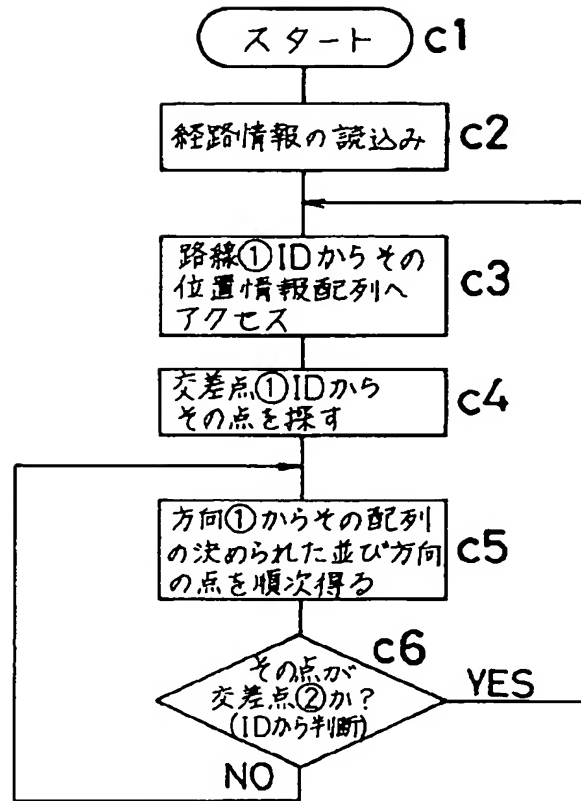 スタート
c1
経路情報の読込み
c2
路線①IDからその
位置情報配列へ
アクセス
c3
交差点①IDから
その点を探す
c4
方向①からその配列
の決められた並び方向
の点を順次得る
c5
c6
その点が
交差点②か?
(IDから判断)
YES
NO